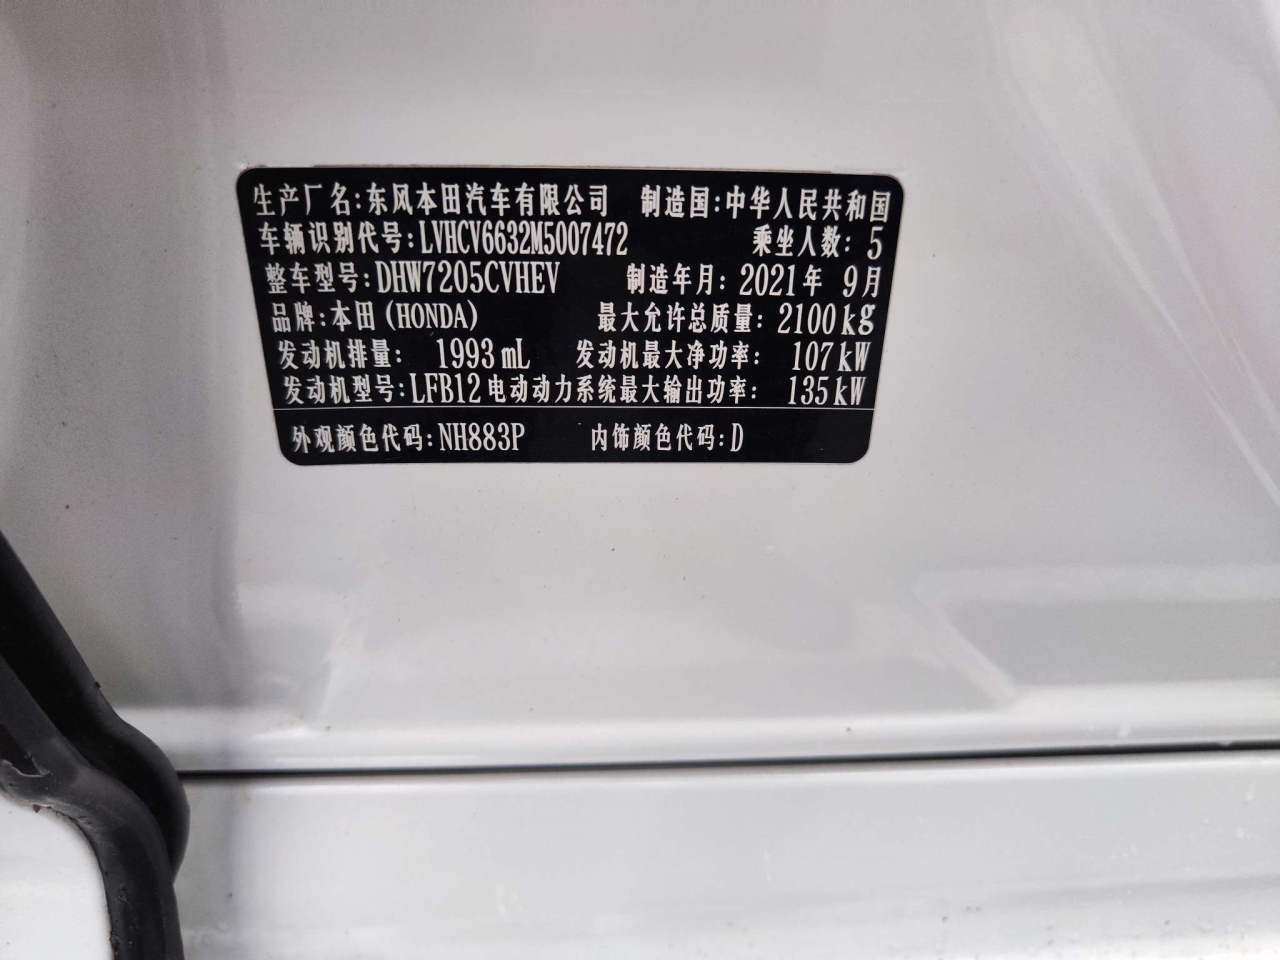 生产厂名:东风本田汽车有限公司 制造国:中华人民共和国
车辆识别代号:LVHCV6632M5007472 乘坐人数: 5
整车型号:DHW7205CVHEV 制造年月: 2021年 9月
品牌:本田(HONDA) 最大允许总质量: 2100kg
发动机排量: 1993mL 发动机最大净功率: 107kW
发动机型号:LFB12 电动动力系统最大输出功率: 135kW
外观颜色代码:NH883P 内饰颜色代码:D